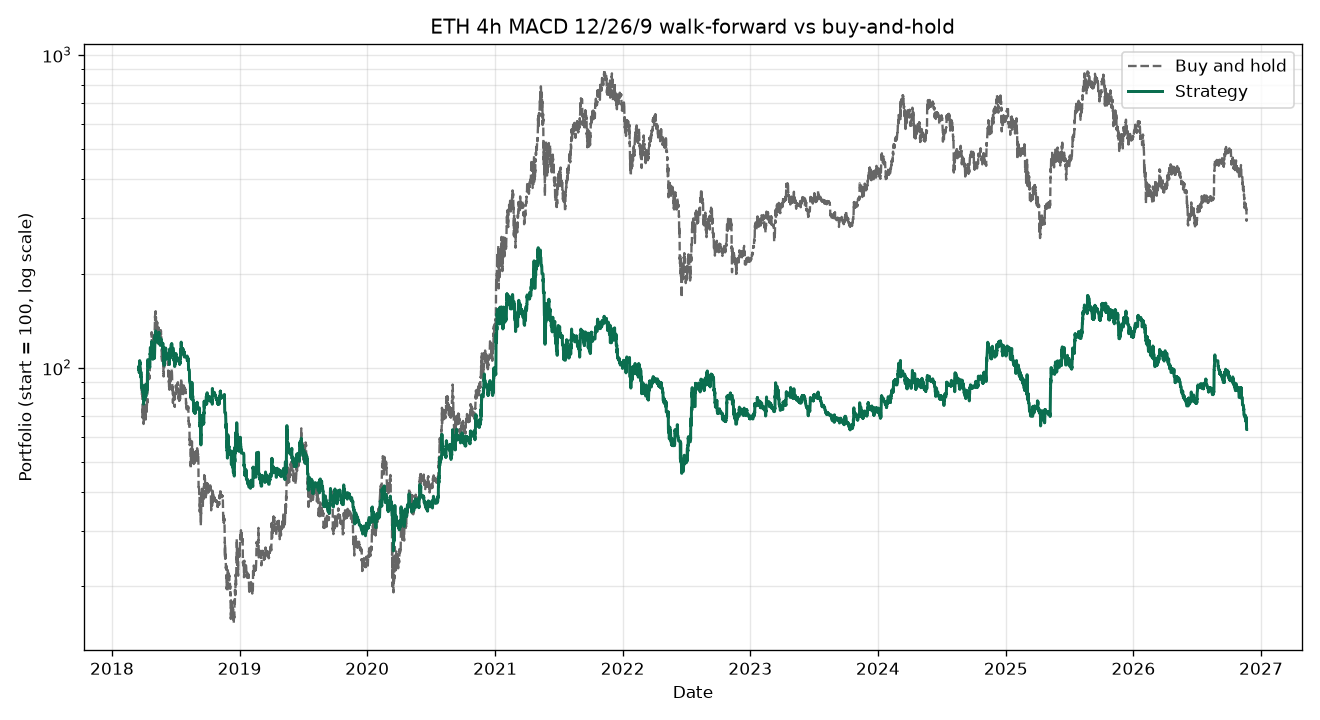 ETH 4h MACD 12/26/9 walk-forward vs buy-and-hold
Buy and hold
Strategy
Portfolio (start = 100, log scale)
10³
10²
2018 2019 2020 2021 2022 2023 2024 2025 2026 2027
Date